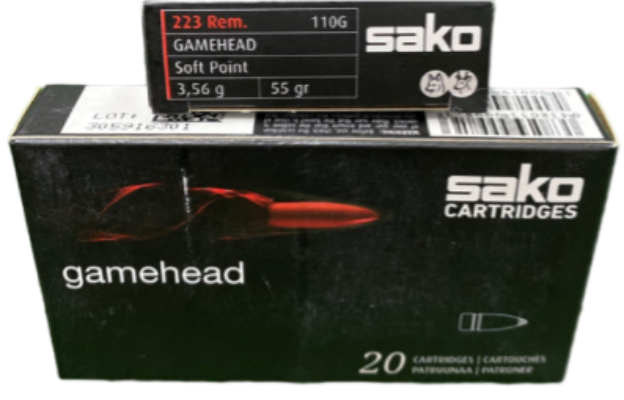 223 Rem. 110G
GAMEHEAD
Soft Point
3,56 g 55 gr
sako
LOT#
305916301
sako
CARTRIDGES
gamehead
20 CARTRIDGES | CARTOUCHES
PATRUUNAA | PATRONER